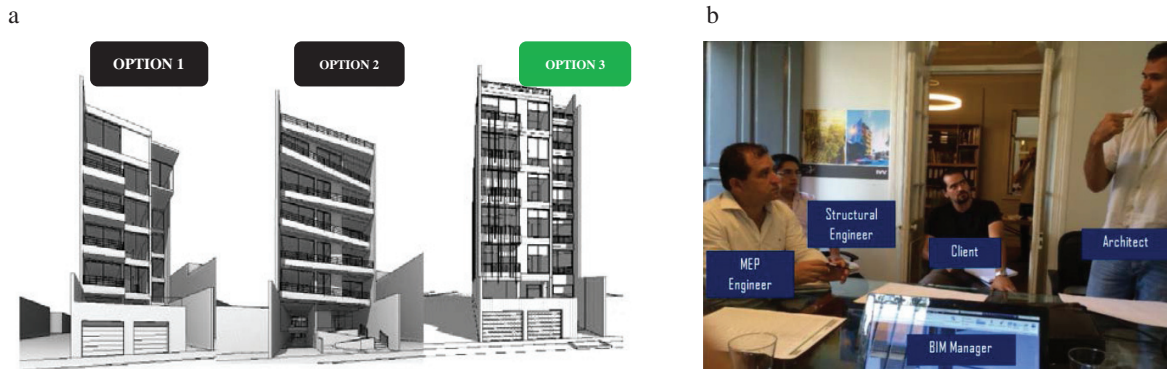 a
b
OPTION 1
OPTION 2
OPTION 3
Structural
Engineer
MEP
Engineer
Client
Architect
BIM Manager